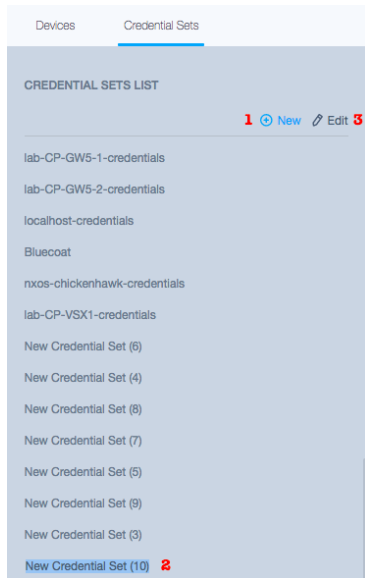 Devices Credential Sets
CREDENTIAL SETS LIST
1 New Edit 3
lab-CP-GW5-1-credentials
lab-CP-GW5-2-credentials
localhost-credentials
Bluecoat
nxos-chickenhawk-credentials
lab-CP-VSX1-credentials
New Credential Set (6)
New Credential Set (4)
New Credential Set (8)
New Credential Set (7)
New Credential Set (5)
New Credential Set (9)
New Credential Set (3)
New Credential Set (10) 2